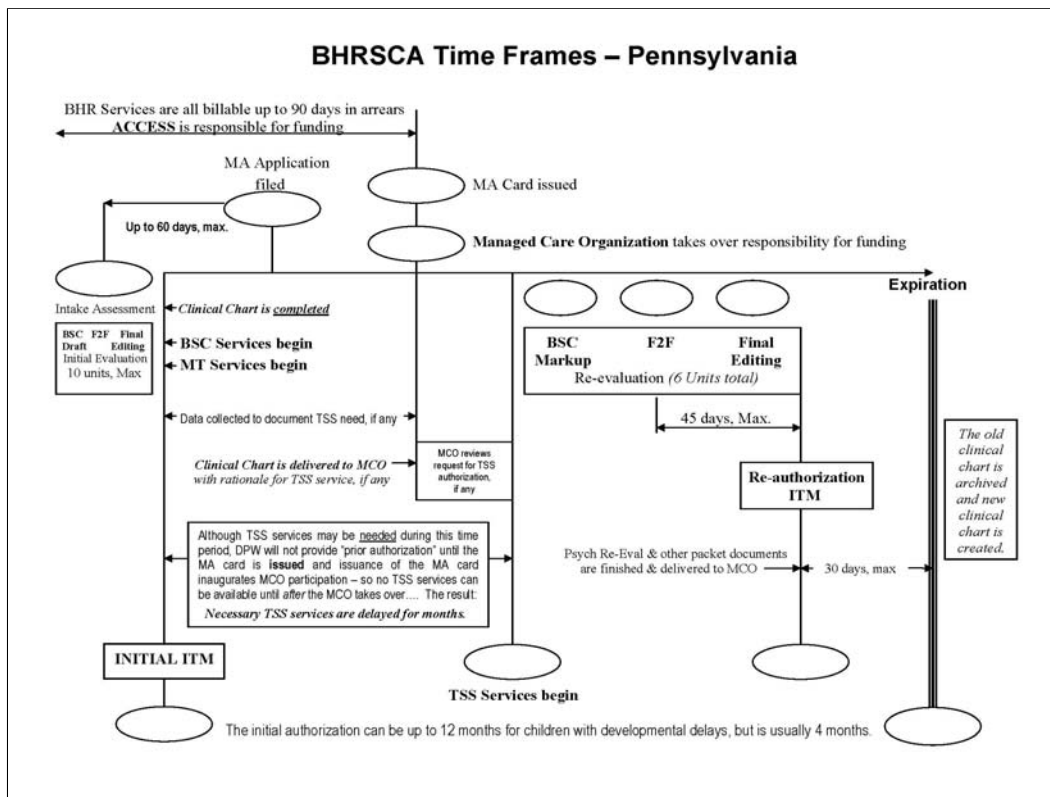 BHRSCA Time Frames – Pennsylvania
BHR Services are all billable up to 90 days in arrears
ACCESS is responsible for funding
MA Application
filed
MA Card issued
Up to 60 days, max.
Managed Care Organization takes over responsibility for funding
Expiration
Intake Assessment
BSC F2F Final
Draft Editing
Initial Evaluation
10 units, Max
Clinical Chart is completed
BSC Services begin
MT Services begin
BSC F2F Final
Markup Editing
Re-evaluation (6 Units total)
Data collected to document TSS need, if any
45 days, Max.
Clinical Chart is delivered to MCO
with rationale for TSS service, if any
MCO reviews
request for TSS
authorization,
if any
Re-authorization
ITM
The old
clinical
chart is
archived
and new
clinical
chart is
created.
Although TSS services may be needed during this time
period, DPW will not provide "prior authorization" until the
MA card is issued and issuance of the MA card
inaugurates MCO participation – so no TSS services can
be available until after the MCO takes over.... The result:
Necessary TSS services are delayed for months.
Psych Re-Eval & other packet documents
are finished & delivered to MCO
30 days, max
INITIAL ITM
TSS Services begin
The initial authorization can be up to 12 months for children with developmental delays, but is usually 4 months.